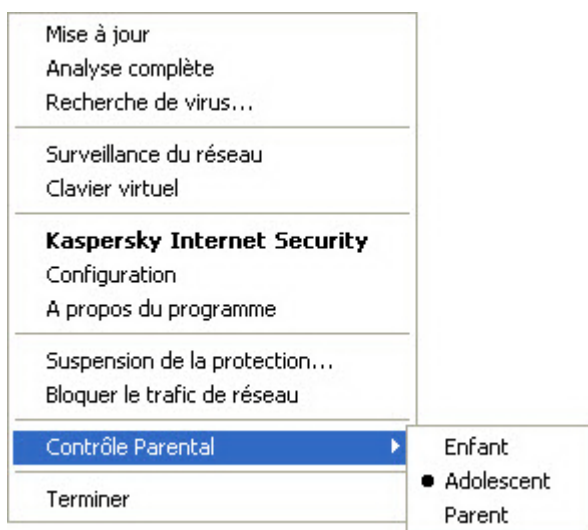 Mise à jour
Analyse complète
Recherche de virus...
Surveillance du réseau
Clavier virtuel
Kaspersky Internet Security
Configuration
A propos du programme
Suspension de la protection...
Bloquer le trafic de réseau
Contrôle Parental
Enfant
Adolescent
Parent
Terminer